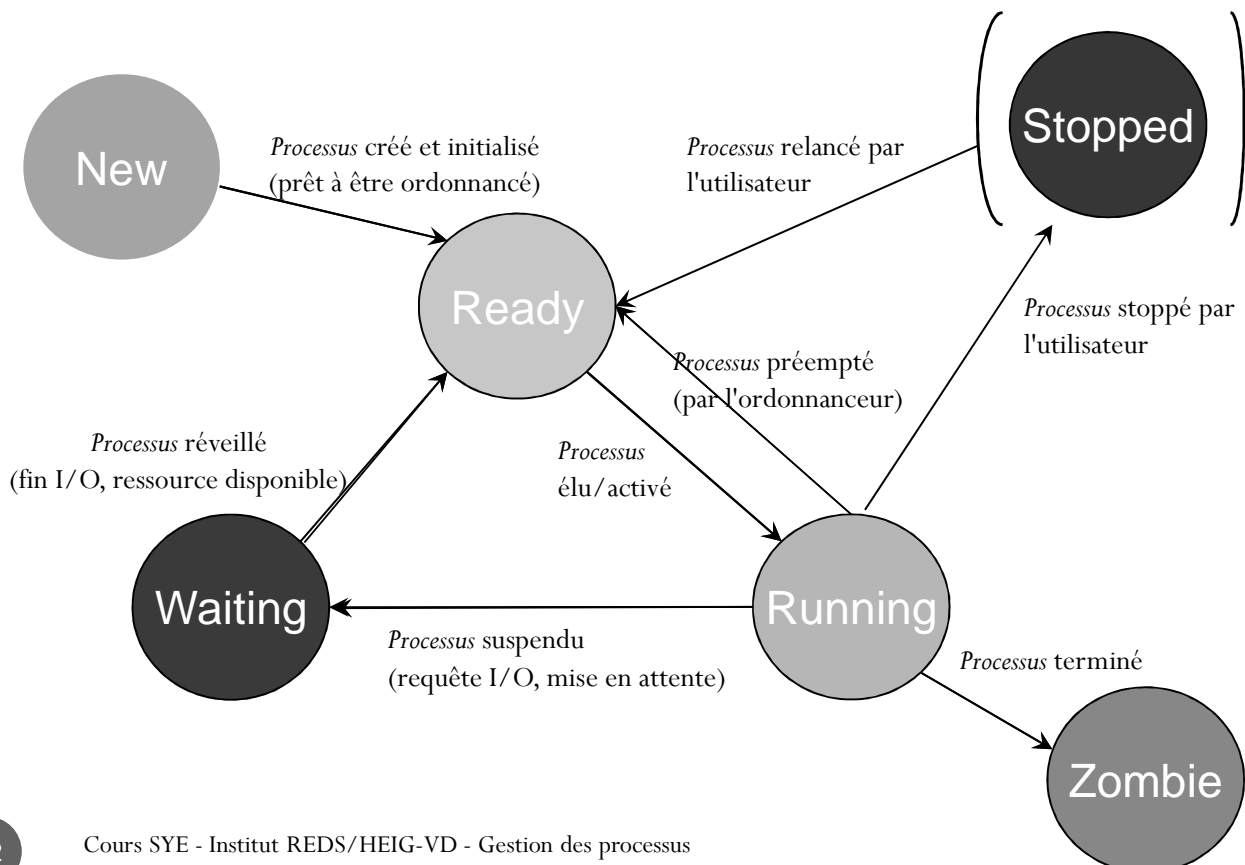 Stopped
New
Processus créé et initialisé
(prêt à être ordonnancé)
Processus relancé par
l'utilisateur
Ready
Processus stoppé par
l'utilisateur
Processus préempté
(par l'ordonnanceur)
Processus réveillé
(fin I/O, ressource disponible)
Processus
élu/activé
Waiting
Running
Processus suspendu
(requête I/O, mise en attente)
Processus terminé
Zombie
Cours SYE - Institut REDS/HEIG-VD - Gestion des processus